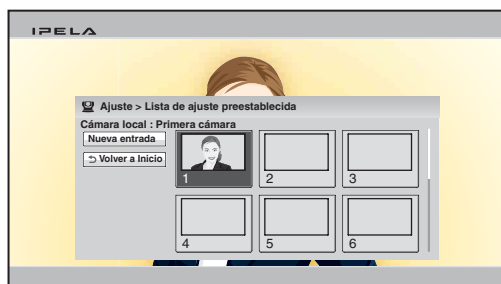 IPELA
Ajuste > Lista de ajuste preestablecida
Cámara local : Primera cámara
Nueva entrada
Volver a Inicio
1
2
3
4
5
6